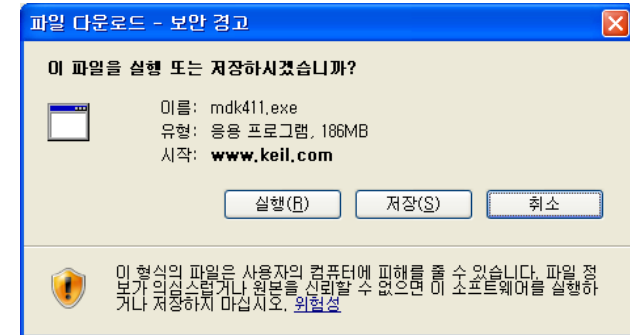 파일 다운로드 - 보안 경고
이 파일을 실행 또는 저장하시겠습니까?
이름: mdk411.exe
유형: 응용 프로그램, 186MB
시작: www.keil.com
실행(R) 저장(S) 취소
이 형식의 파일은 사용자의 컴퓨터에 피해를 줄 수 있습니다. 파일 정
보가 의심스럽거나 원본을 신뢰할 수 없으면 이 소프트웨어를 실행하
거나 저장하지 마십시오. 위험성